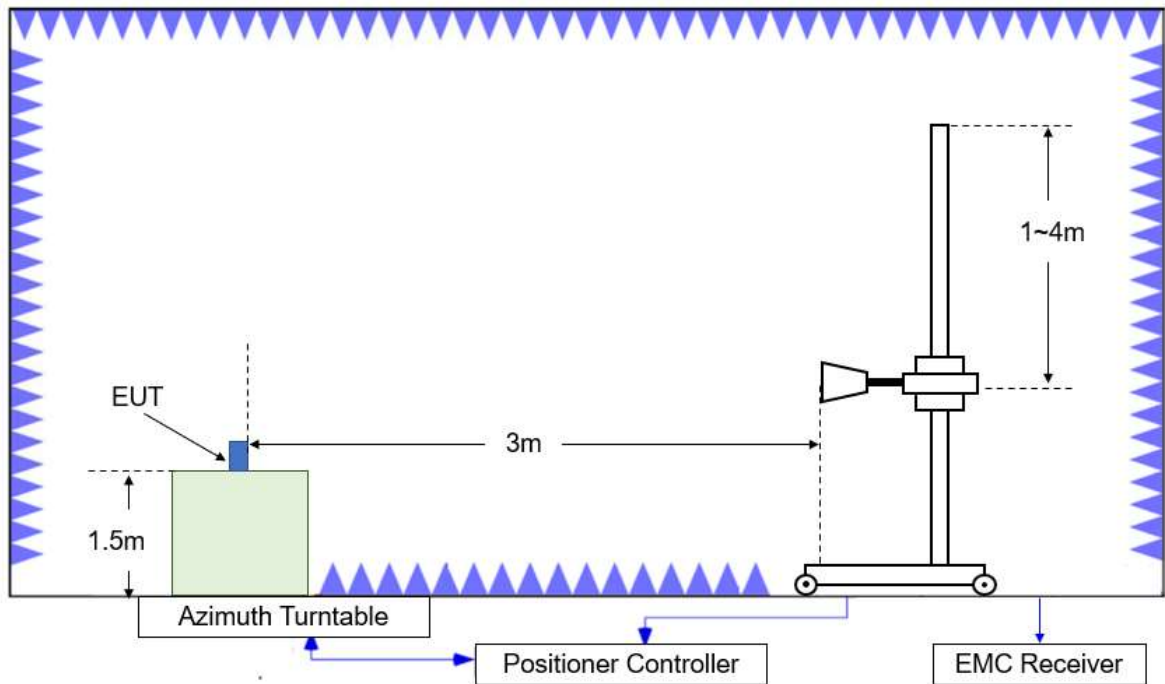 1~4m
EUT
3m
1.5m
Azimuth Turntable
Positioner Controller
EMC Receiver